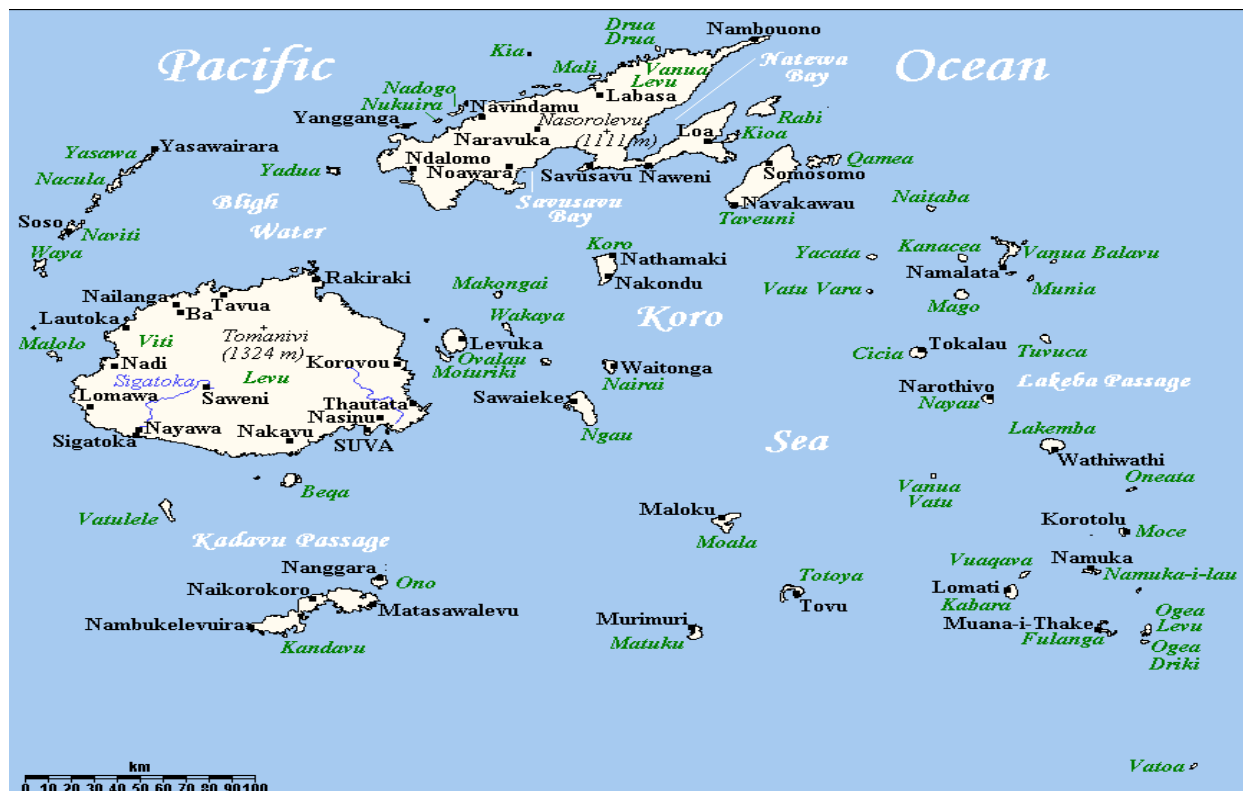 Pacific
Ocean
Drua
Drua
Nambouono
Kia
Natewa
Bay
Mali
Vanua
Levu
Labasa
Nadogo
Nukuira
Navindamu
Yangganga
Nasorolevu
(1111 m)
Naravuka
Loa
Rabi
Kioa
Yasawa
Yasawairara
Nacula
Yadua
Ndalomo
Noawara
Savusavu
Naweni
Somosomo
Qamea
Bligh
Water
Savusavu
Bay
Navakawau
Taveuni
Naitaba
Soso
Naviti
Waya
Koro
Nathamaki
Nakondu
Yacata
Kanacea
Vanua Balavu
Namalata
Munia
Vatu Vara
Mago
Rakiraki
Nailanga
Tavua
Ba
Makongai
Wakaya
Koro
Lautoka
Viti
Tomanivi
(1324 m)
Levuka
Ovalau
Moturiki
Malolo
Nadi
Korovou
Cicia
Tokalau
Tuvuca
Waitonga
Nairai
Sigatoka
Levu
Saweni
Lakeba Passage
Lomawa
Thautata
Sawaieke
Narothivo
Nayau
Nasinu
Nayawa
Nakavu
SUVA
Sigatoka
Ngau
Sea
Lakemba
Wathiwathi
Beqa
Vanua
Vatu
Oneata
Vatulele
Maloku
Moala
Korotolu
Moce
Kadavu Passage
Nanggara
Ono
Vuaqava
Namuka
Namuka-i-lau
Naikorokoro
Matasawalevu
Totoya
Tovu
Lomati
Kabara
Nambukelevuira
Kandavu
Murimuri
Matuku
Muana-i-Thake
Fulanga
Ogea
Levu
Ogea
Driki
Vatoa
km
0 10 20 30 40 50 60 70 80 90 100